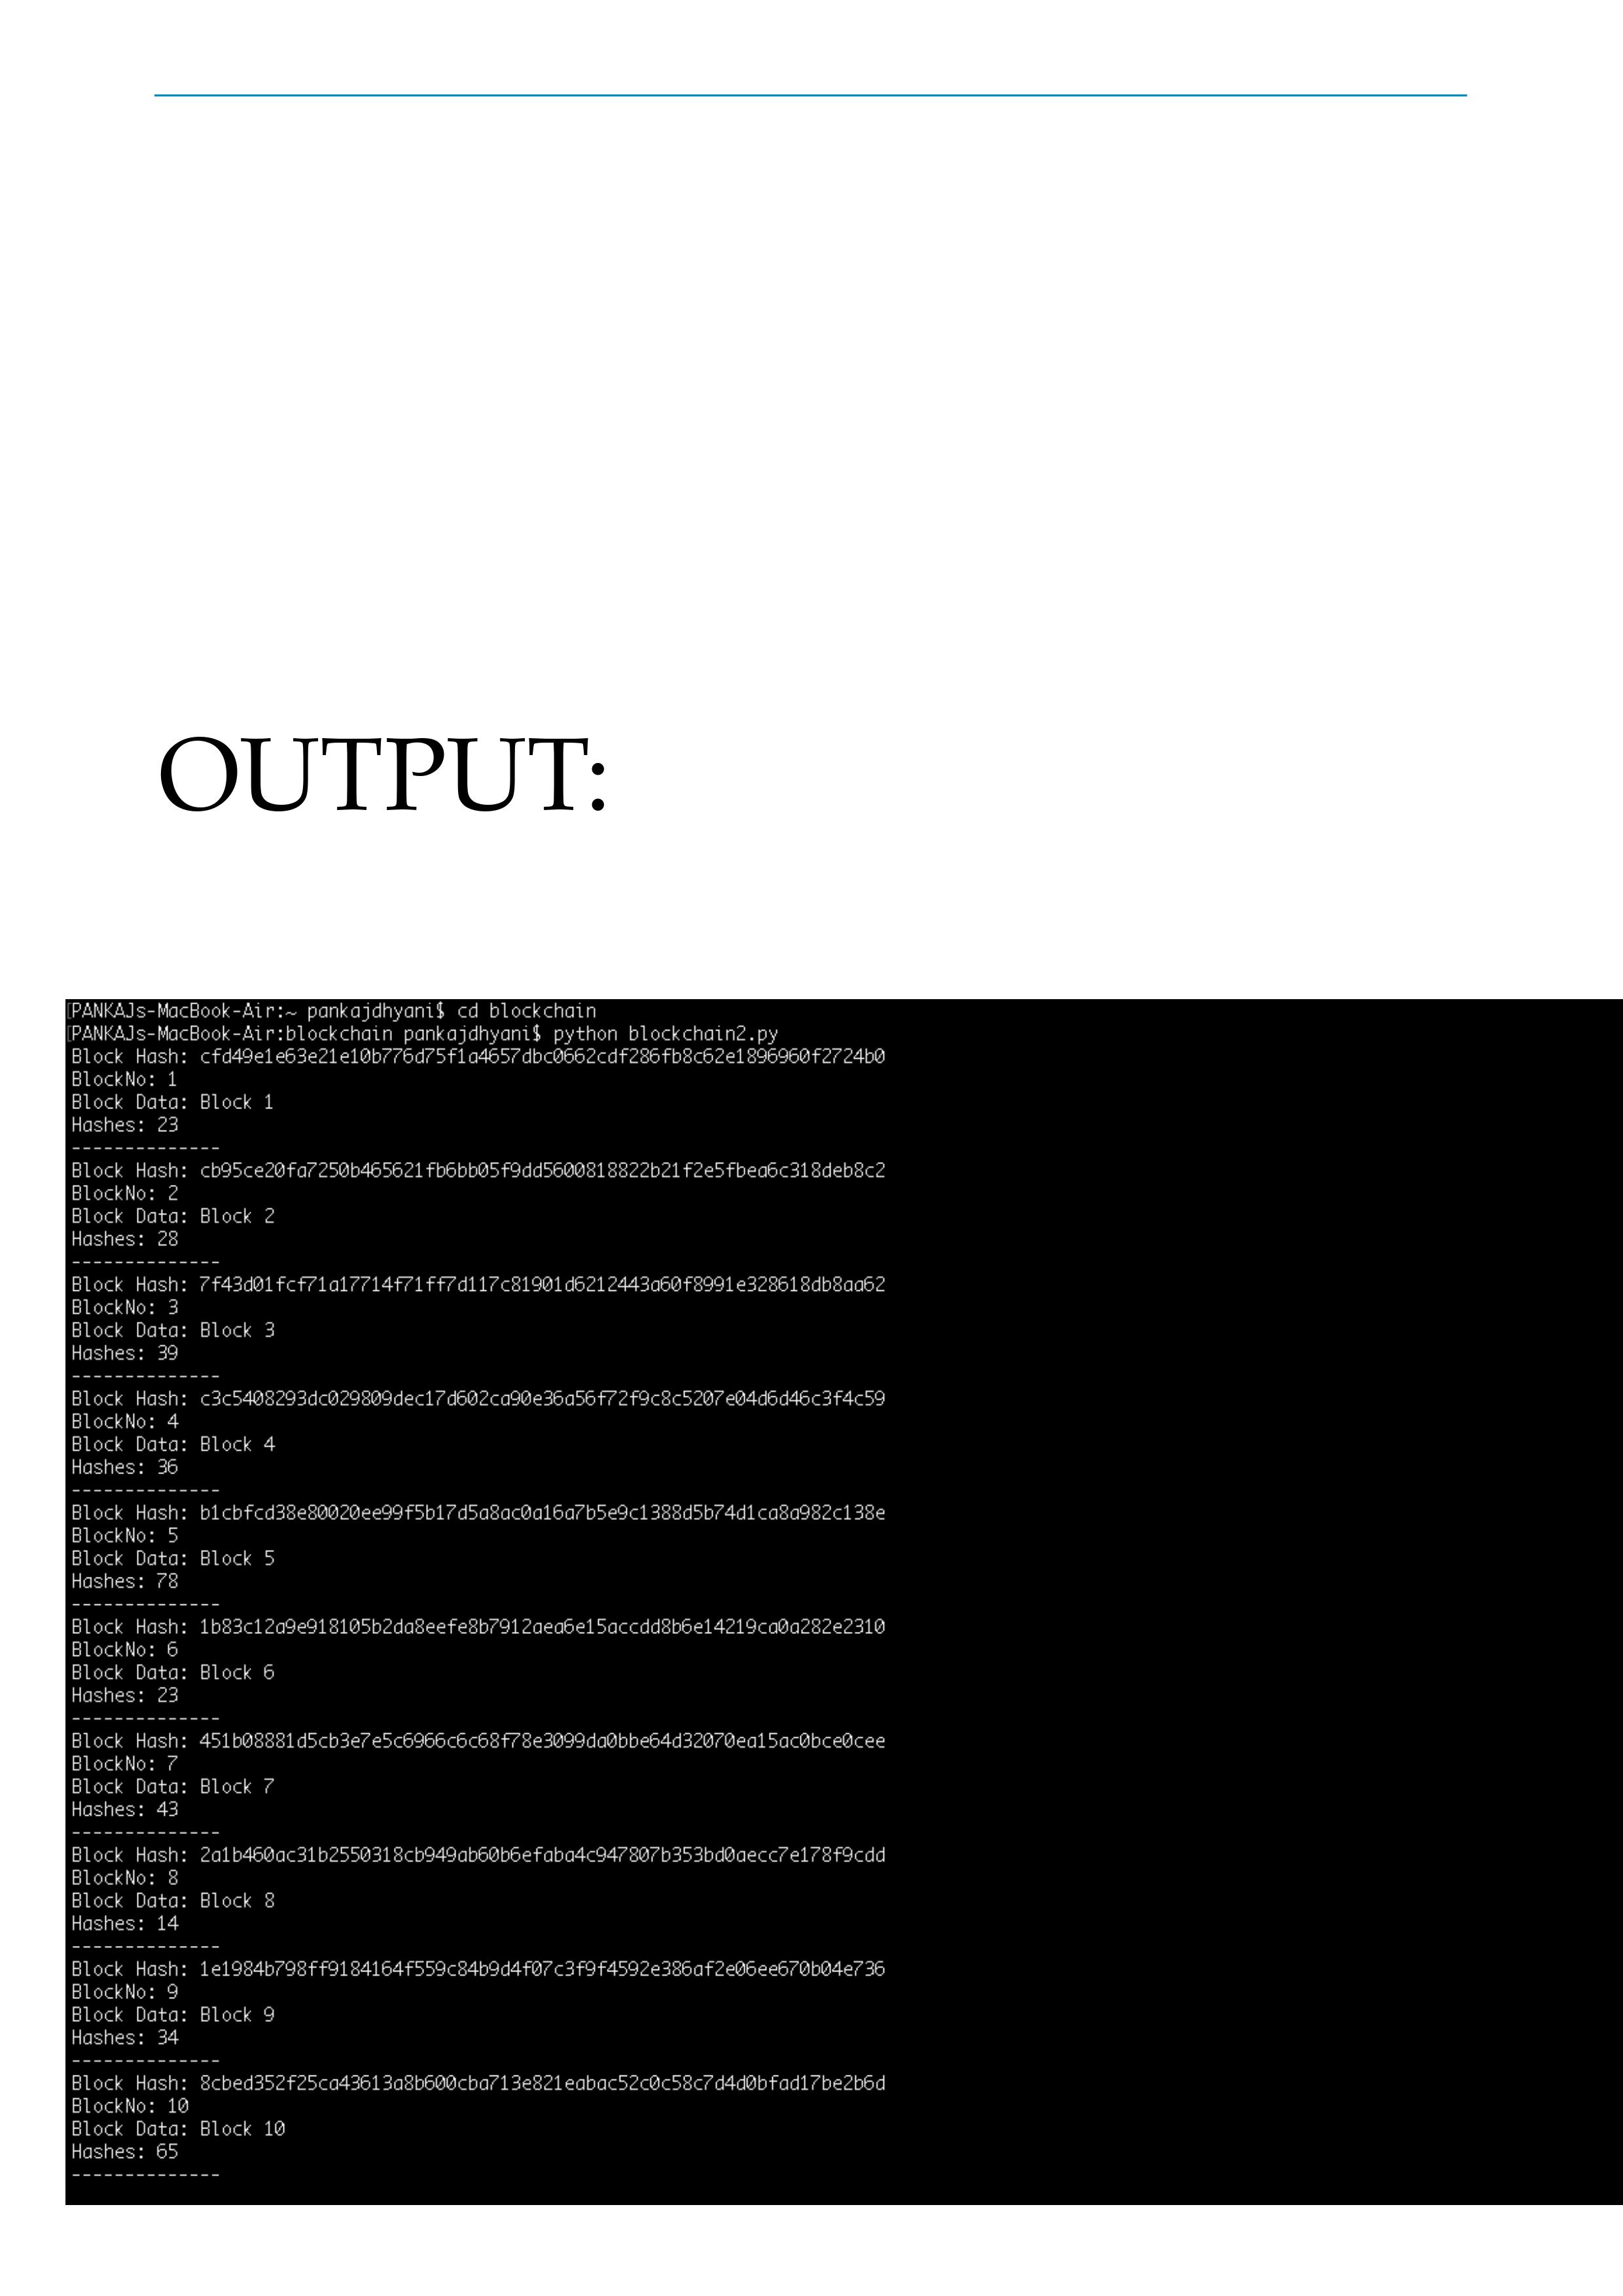 OUTPUT:
[PANKAJs-MacBook-Air:~ pankajdhyani$ cd blockchain
[PANKAJs-MacBook-Air:blockchain pankajdhyani$ python blockchain2.py
Block Hash: cfd49e1e63e21e10b776d75f1a4657dbc0662cdf286fb8c62e1896960f2724b0
BlockNo: 1
Block Data: Block 1
Hashes: 23
--------------
Block Hash: cb95ce20fa7250b465621fb6bb05f9dd5600818822b21f2e5fbea6c318deb8c2
BlockNo: 2
Block Data: Block 2
Hashes: 28
--------------
Block Hash: 7f43d01fcf71a17714f71ff7d117c81901d6212443a60f8991e328618db8aa62
BlockNo: 3
Block Data: Block 3
Hashes: 39
--------------
Block Hash: c3c5408293dc029809dec17d602ca90e36a56f72f9c8c5207e04d6d46c3f4c59
BlockNo: 4
Block Data: Block 4
Hashes: 36
--------------
Block Hash: b1cbfcd38e80020ee99f5b17d5a8ac0a16a7b5e9c1388d5b74d1ca8a982c138e
BlockNo: 5
Block Data: Block 5
Hashes: 78
--------------
Block Hash: 1b83c12a9e918105b2da8eefe8b7912aea6e15accdd8b6e14219ca0a282e2310
BlockNo: 6
Block Data: Block 6
Hashes: 23
--------------
Block Hash: 451b08881d5cb3e7e5c6966c6c68f78e3099da0bbe64d32070ea15ac0bce0cee
BlockNo: 7
Block Data: Block 7
Hashes: 43
--------------
Block Hash: 2a1b460ac31b2550318cb949ab60b6efaba4c947807b353bd0aecc7e178f9cdd
BlockNo: 8
Block Data: Block 8
Hashes: 14
--------------
Block Hash: 1e1984b798ff9184164f559c84b9d4f07c3f9f4592e386af2e06ee670b04e736
BlockNo: 9
Block Data: Block 9
Hashes: 34
--------------
Block Hash: 8cbed352f25ca43613a8b600cba713e821eabac52c0c58c7d4d0bfad17be2b6d
BlockNo: 10
Block Data: Block 10
Hashes: 65
--------------